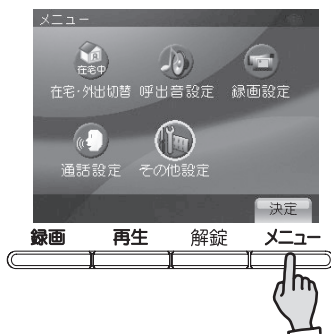 メニュー
在宅中
在宅・外出切替 呼出音設定 録画設定
通話設定 その他設定
決定
録画 再生 解錠 メニュー